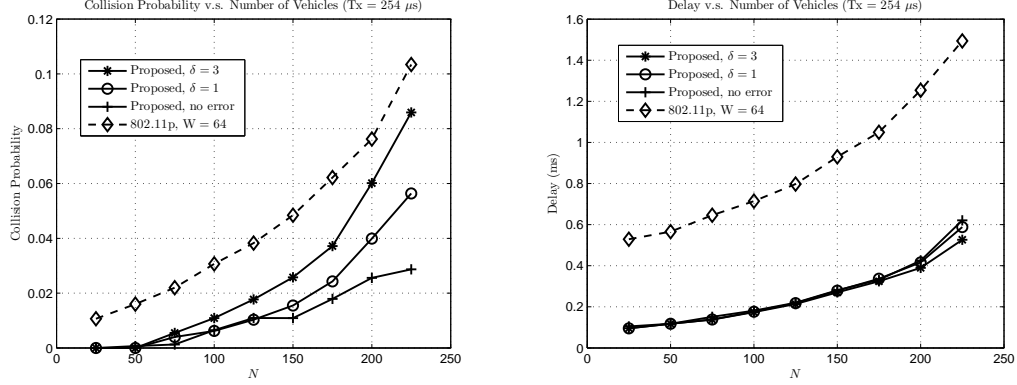 Collision Probability v.s. Number of Vehicles (Tx = 254 μs)
0.12
0.1
0.08
0.06
0.04
0.02
0
Collision Probability
Proposed, δ = 3
Proposed, δ = 1
Proposed, no error
802.11p, W = 64
0
50
100
150
200
250
N
Delay v.s. Number of Vehicles (Tx = 254 μs)
1.6
1.4
1.2
1
0.8
0.6
0.4
0.2
0
Delay (ms)
Proposed, δ = 3
Proposed, δ = 1
Proposed, no error
802.11p, W = 64
0
50
100
150
200
250
N